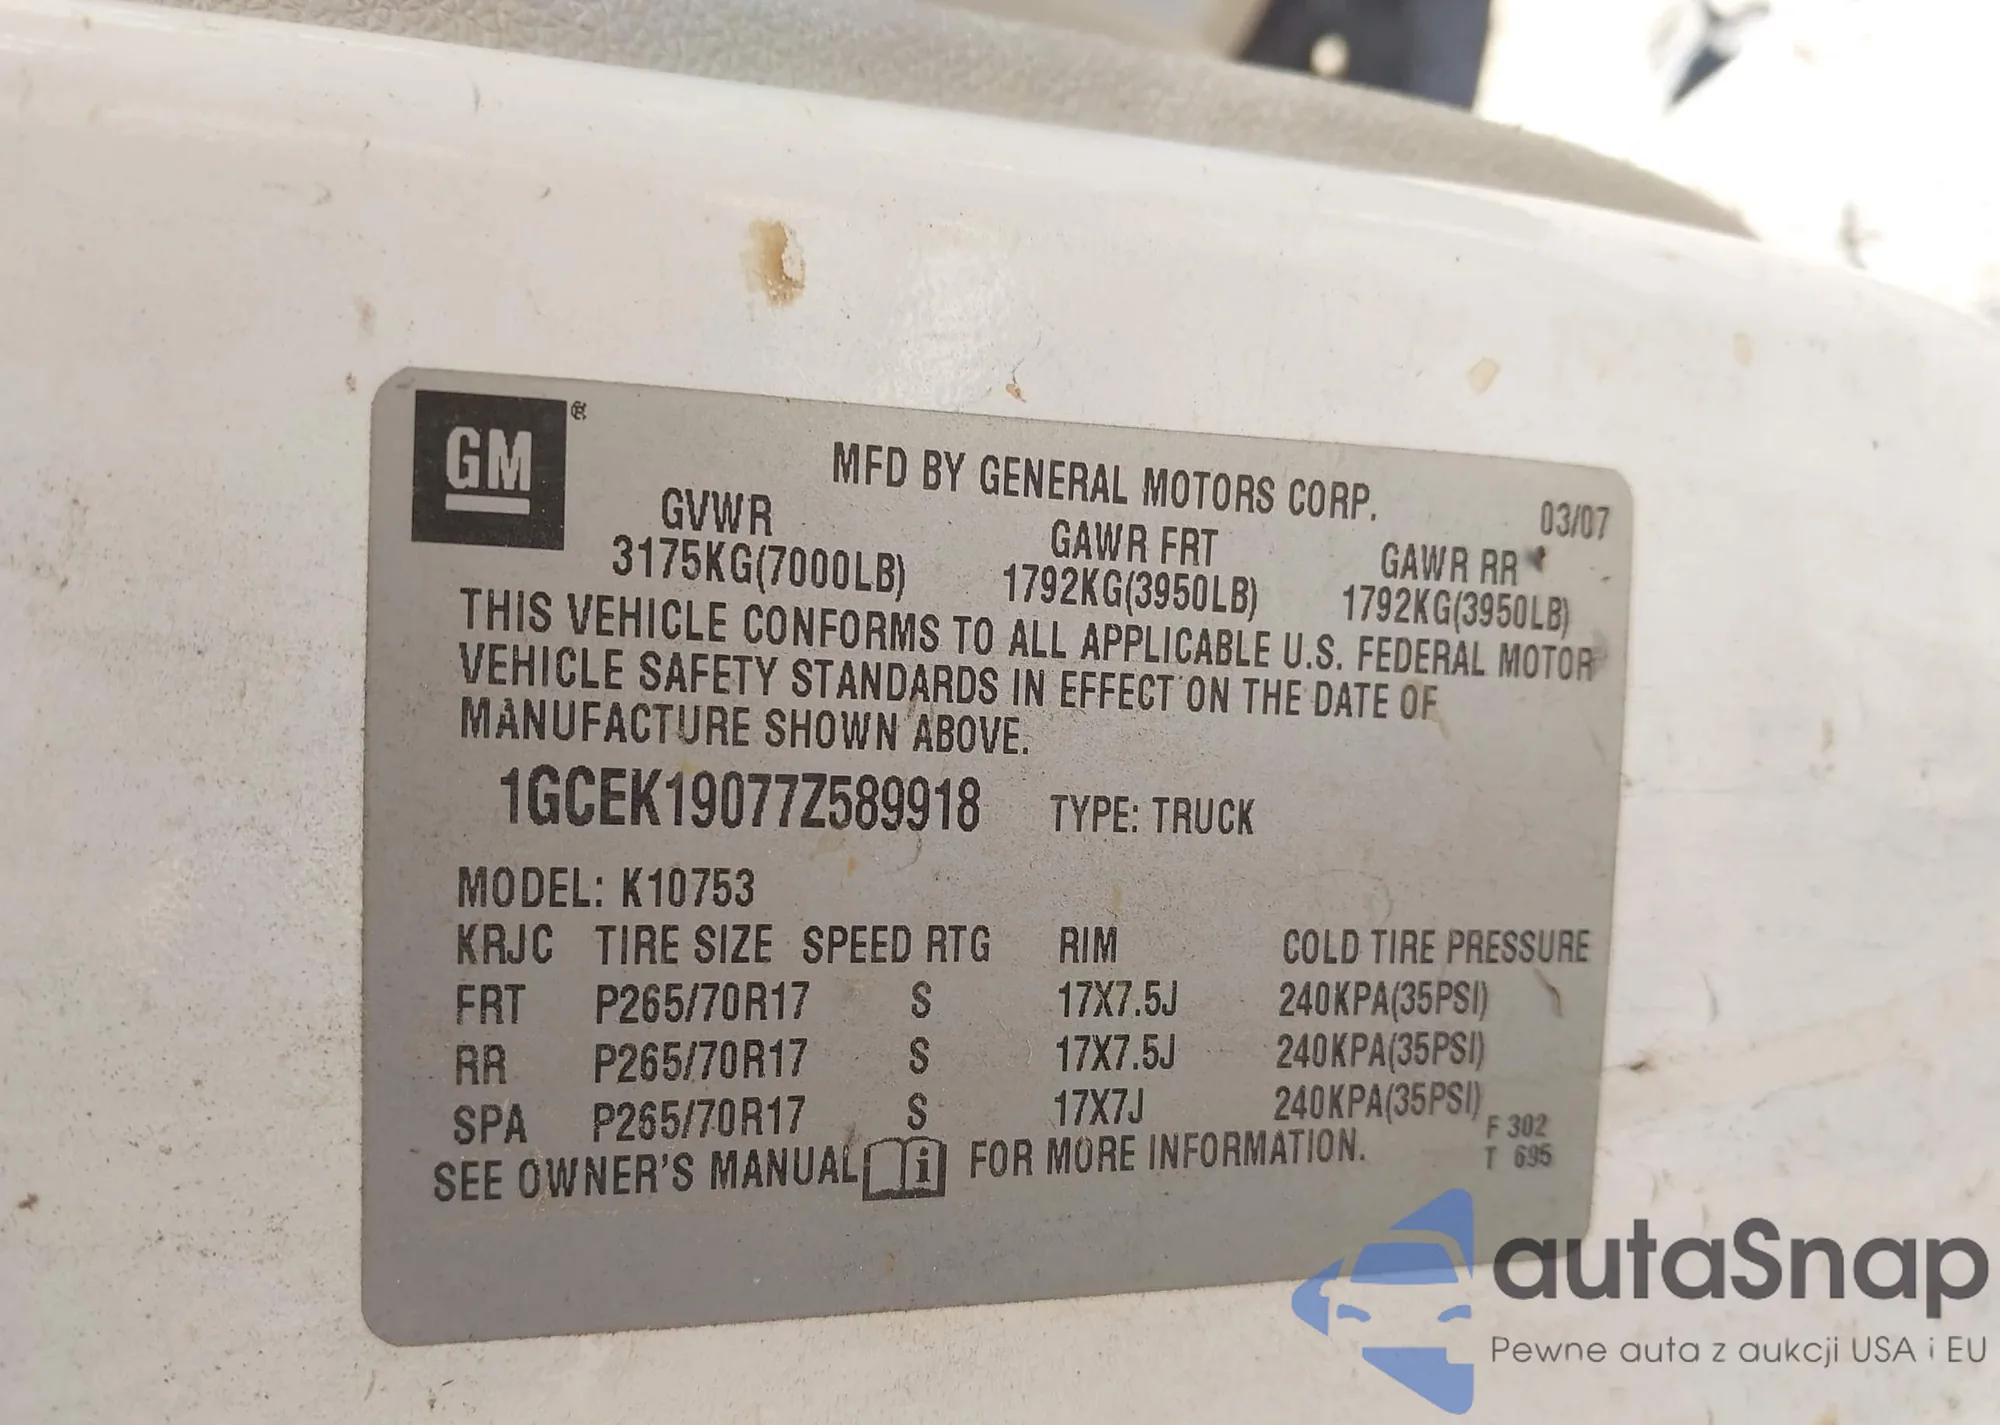 GM®
MFD BY GENERAL MOTORS CORP.
03/07
GVWR GAWR FRT GAWR RR
3175KG(7000LB) 1792KG(3950LB) 1792KG(3950LB)
THIS VEHICLE CONFORMS TO ALL APPLICABLE U.S. FEDERAL MOTOR
VEHICLE SAFETY STANDARDS IN EFFECT ON THE DATE OF
MANUFACTURE SHOWN ABOVE.
1GCEK19077Z589918 TYPE: TRUCK
MODEL: K10753
KRJC TIRE SIZE SPEED RTG RIM COLD TIRE PRESSURE
FRT P265/70R17 S 17X7.5J 240KPA(35PSI)
RR P265/70R17 S 17X7.5J 240KPA(35PSI)
SPA P265/70R17 S 17X7J 240KPA(35PSI)
SEE OWNER'S MANUAL i FOR MORE INFORMATION.
F 302
T 695
autaSnap
Pewne auta z aukcji USA i EU